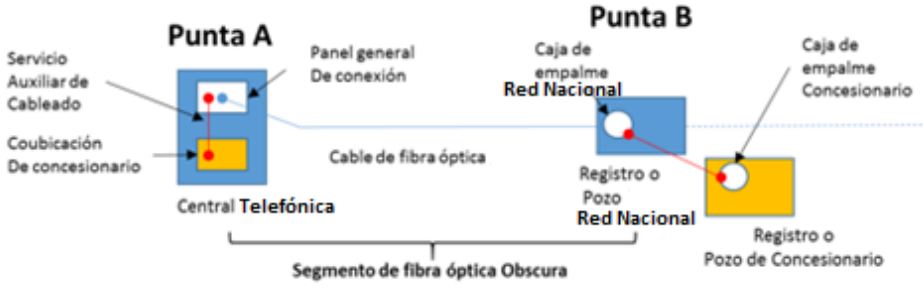 Punta A
Punta B
Servicio
Auxiliar de
Cableado
Panel general
De conexión
Caja de
empalme
Red Nacional
Caja de
empalme
Concesionario
Coubicación
De concesionario
Cable de fibra óptica
Central Telefónica
Registro o
Pozo
Red Nacional
Registro o
Pozo de Concesionario
Segmento de fibra óptica Obscura